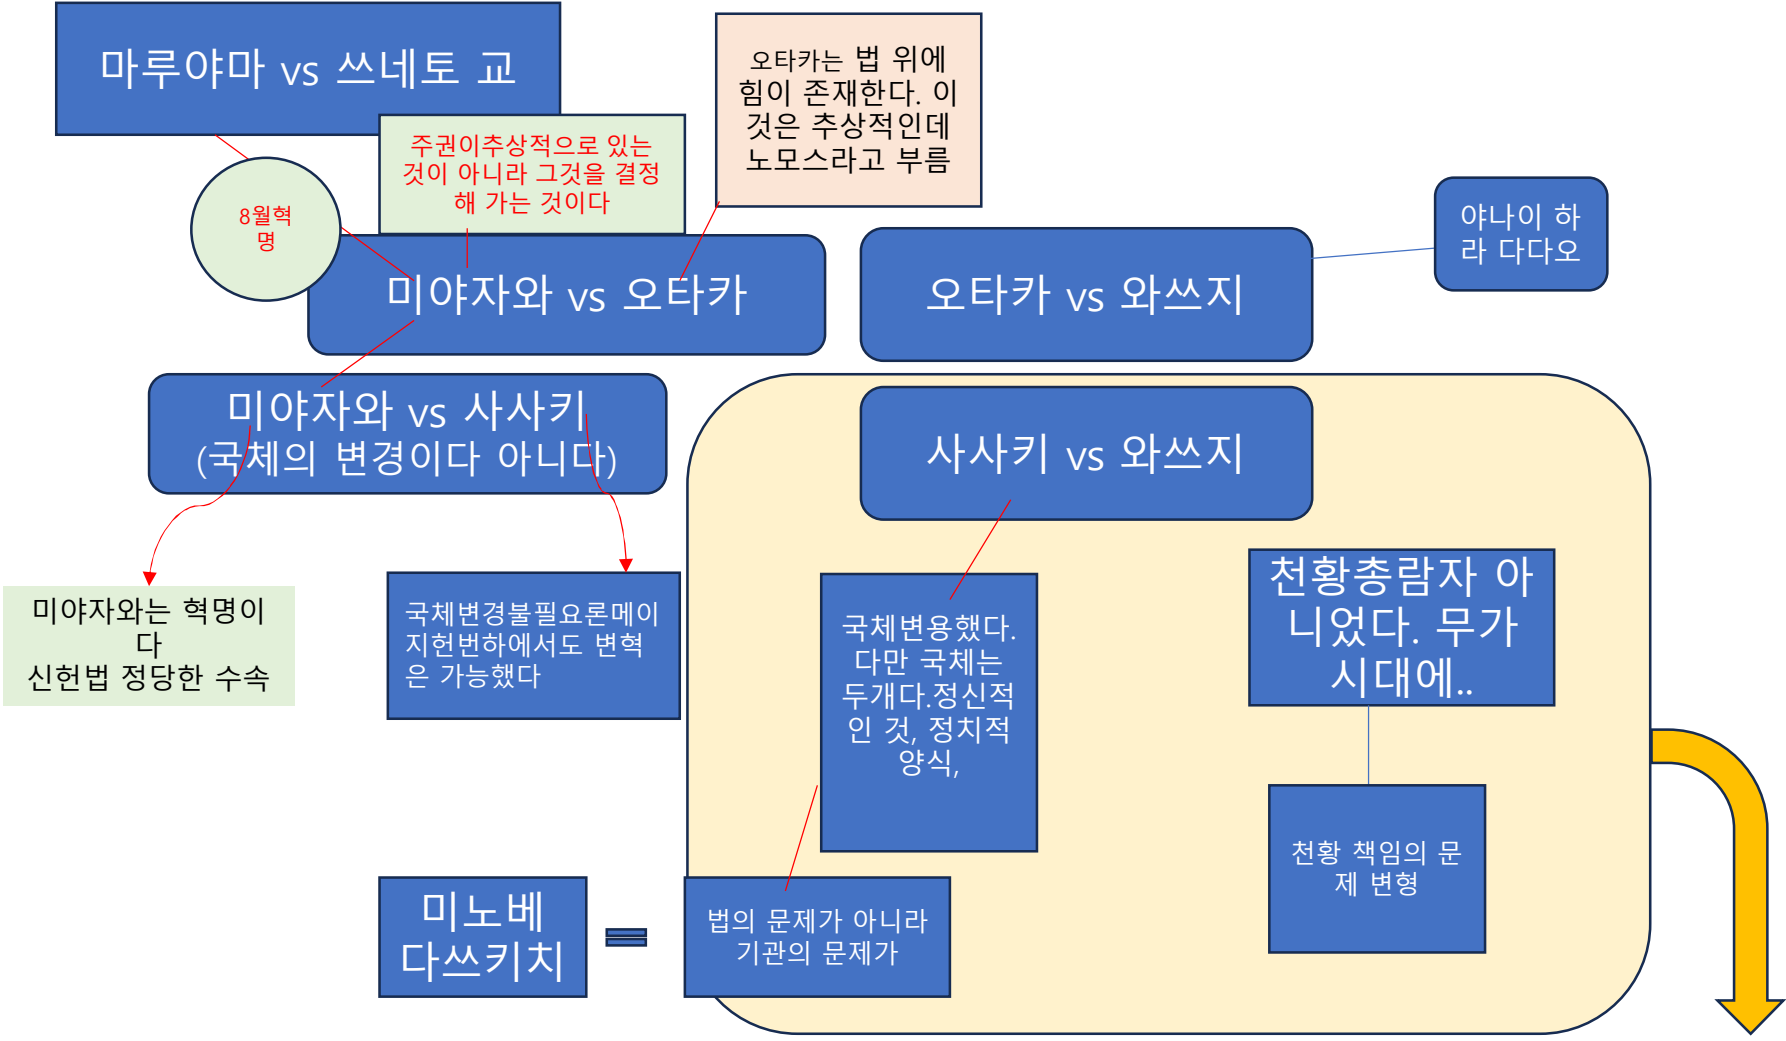 마루야마 vs 쓰네토 교
오타카는 법 위에
힘이 존재한다. 이
것은 추상적인데
노모스라고 부름
주권이추상적으로 있는
것이 아니라 그것을 결정
해 가는 것이다
8월혁
명
야나이 하
라 다다오
미야자와 vs 오타카
오타카 vs 와쓰지
미야자와 vs 사사키
(국체의 변경이다 아니다)
사사키 vs 와쓰지
미야자와는 혁명이
다
신헌법 정당한 수속
국체변경불필요론메이
지헌번하에서도 변혁
은 가능했다
국체변용했다.
다만 국체는
두개다.정신적
인 것, 정치적
양식,
천황총람자 아
니었다. 무가
시대에..
천황 책임의 문
제 변형
미노베
다쓰키치
법의 문제가 아니라
기관의 문제가